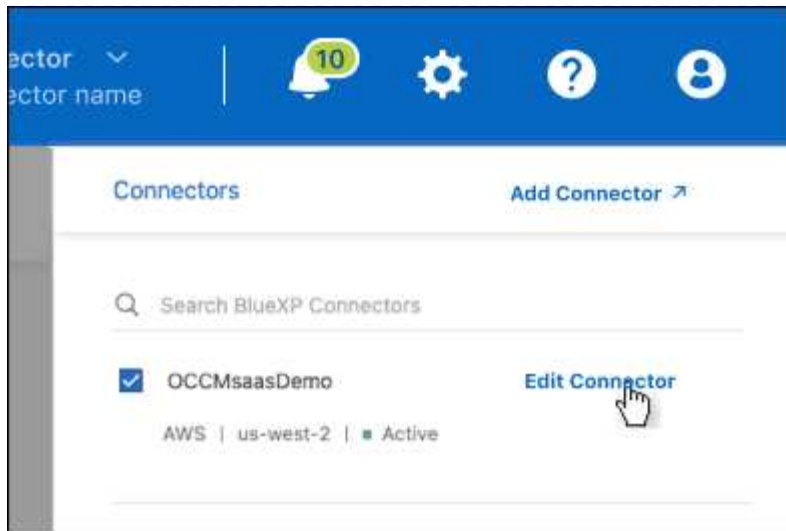 ector
ector name
10
Connectors
Add Connector
Search BlueXP Connectors
OCCMsaasDemo
Edit Connector
AWS | us-west-2 | Active